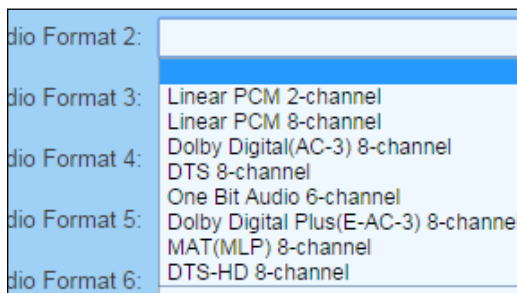 dio Format 2:
Linear PCM 2-channel
dio Format 3:
Linear PCM 8-channel
Dolby Digital(AC-3) 8-channel
dio Format 4:
DTS 8-channel
One Bit Audio 6-channel
dio Format 5:
Dolby Digital Plus(E-AC-3) 8-channel
MAT(MLP) 8-channel
dio Format 6:
DTS-HD 8-channel